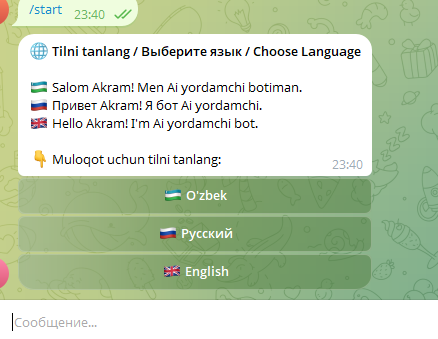 /start 23:40
🌐 Tilni tanlang / Выберите язык / Choose Language
🇺🇿 Salom Akram! Men Ai yordamchi botiman.
🇷🇺 Привет Akram! Я бот Ai yordamchi.
🇬🇧 Hello Akram! I'm Ai yordamchi bot.
👇 Muloqot uchun tilni tanlang:
23:40
🇺🇿 O'zbek
🇷🇺 Русский
🇬🇧 English
Сообщение...